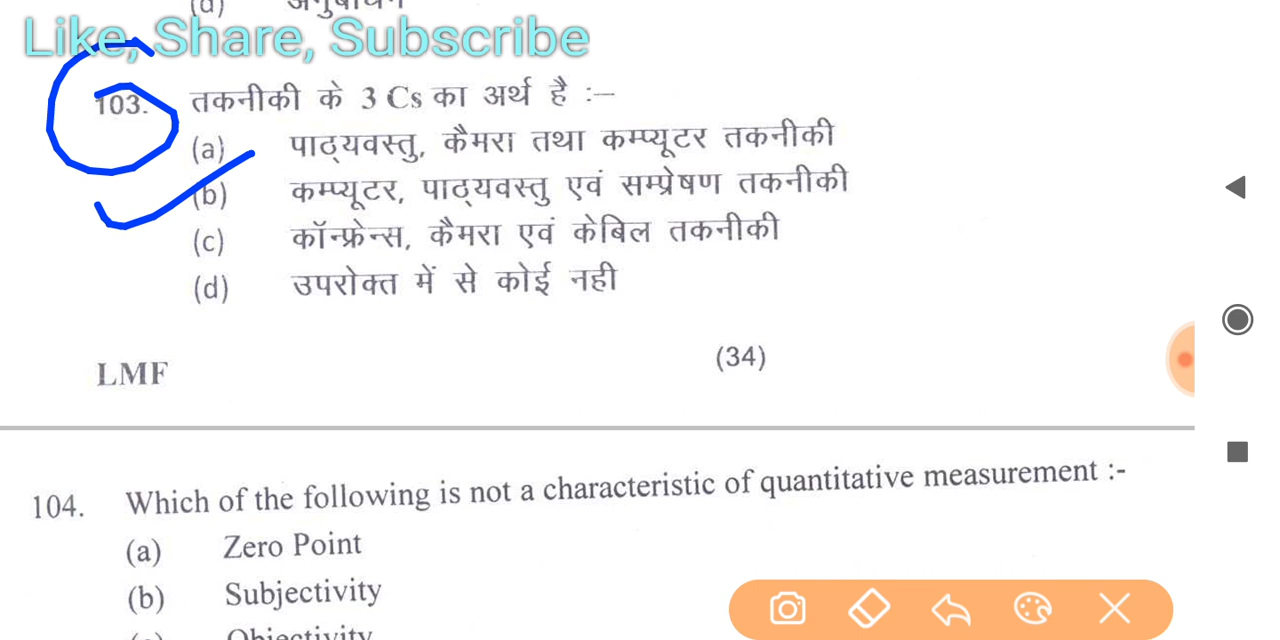 Like, Share, Subscribe
103. तकनीकी के 3 Cs का अर्थ है :–
(a) पाठ्यवस्तु, कैमरा तथा कम्प्यूटर तकनीकी
(b) कम्प्यूटर, पाठ्यवस्तु एवं सम्प्रेषण तकनीकी
(c) कॉन्फ्रेन्स, कैमरा एवं केबिल तकनीकी
(d) उपरोक्त में से कोई नही
LMF (34)
104. Which of the following is not a characteristic of quantitative measurement :-
(a) Zero Point
(b) Subjectivity
Objectivity